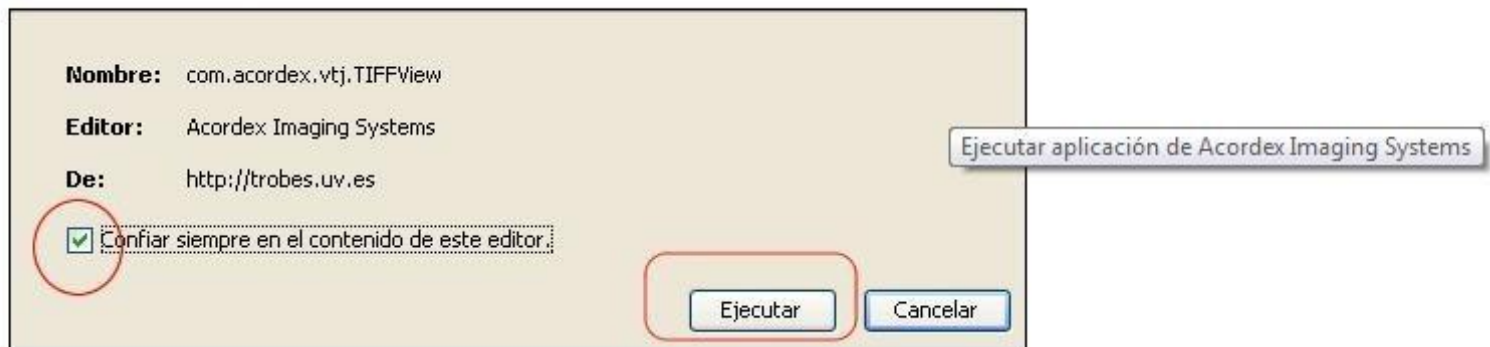 Nombre: com.acordex.vtj.TIFFView
Editor: Acordex Imaging Systems
Ejecutar aplicación de Acordex Imaging Systems
De: http://trobes.uv.es
Confiar siempre en el contenido de este editor.
Ejecutar Cancelar